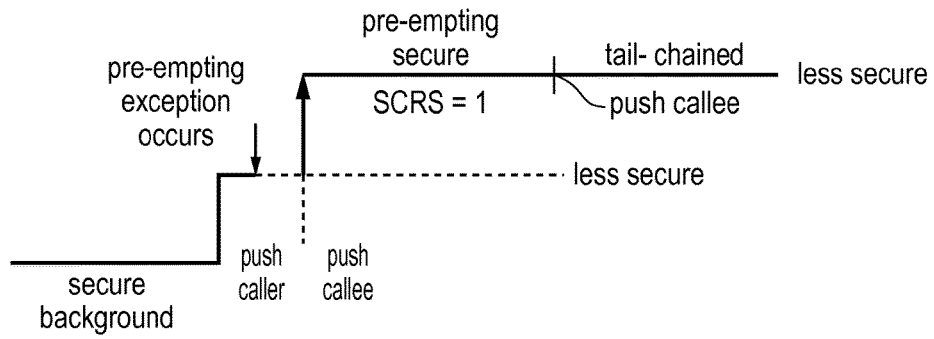 pre-empting
secure
tail- chained
pre-empting
exception
occurs
less secure
SCRS = 1
push callee
less secure
push
caller
push
callee
secure
background